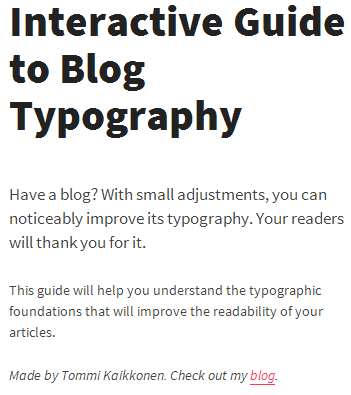 Interactive Guide
to Blog
Typography
Have a blog? With small adjustments, you can
noticeably improve its typography. Your readers
will thank you for it.
This guide will help you understand the typographic
foundations that will improve the readability of your
articles.
Made by Tommi Kaikkonen. Check out my blog.